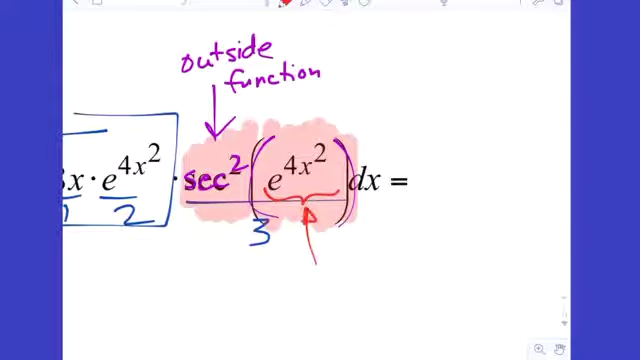 outside
function
x · e^{4x^2} · sec^2 (e^{4x^2}) dx =
1 2 3